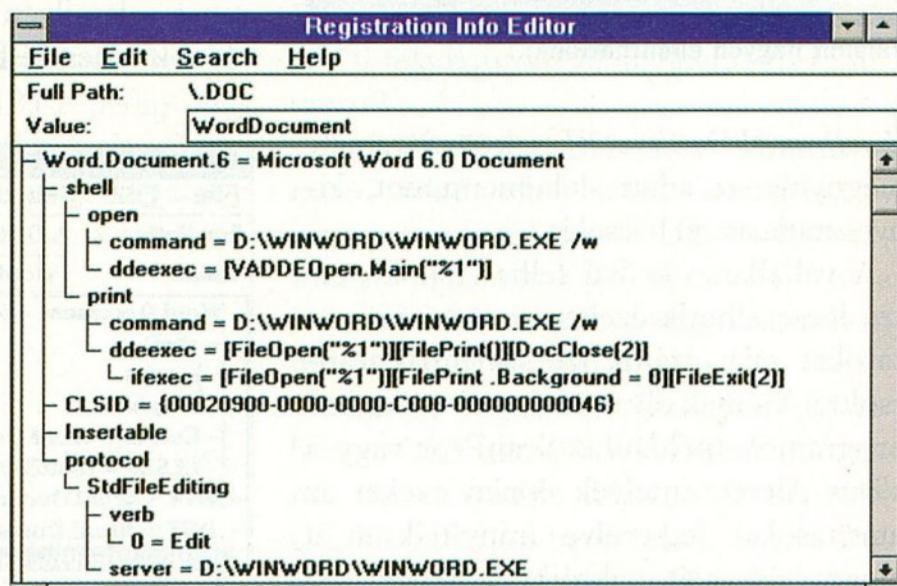 Registration Info Editor
File Edit Search Help
Full Path: \.DOC
Value: WordDocument
Word.Document.6 = Microsoft Word 6.0 Document
shell
open
command = D:\WINWORD\WINWORD.EXE /w
ddeexec = [VADDEOpen.Main("%1")]
print
command = D:\WINWORD\WINWORD.EXE /w
ddeexec = [FileOpen("%1")][FilePrint()][DocClose(2)]
ifexec = [FileOpen("%1")][FilePrint .Background = 0][FileExit(2)]
CLSID = {00020900-0000-0000-C000-000000000046}
Insertable
protocol
StdFileEditing
verb
0 = Edit
server = D:\WINWORD\WINWORD.EXE